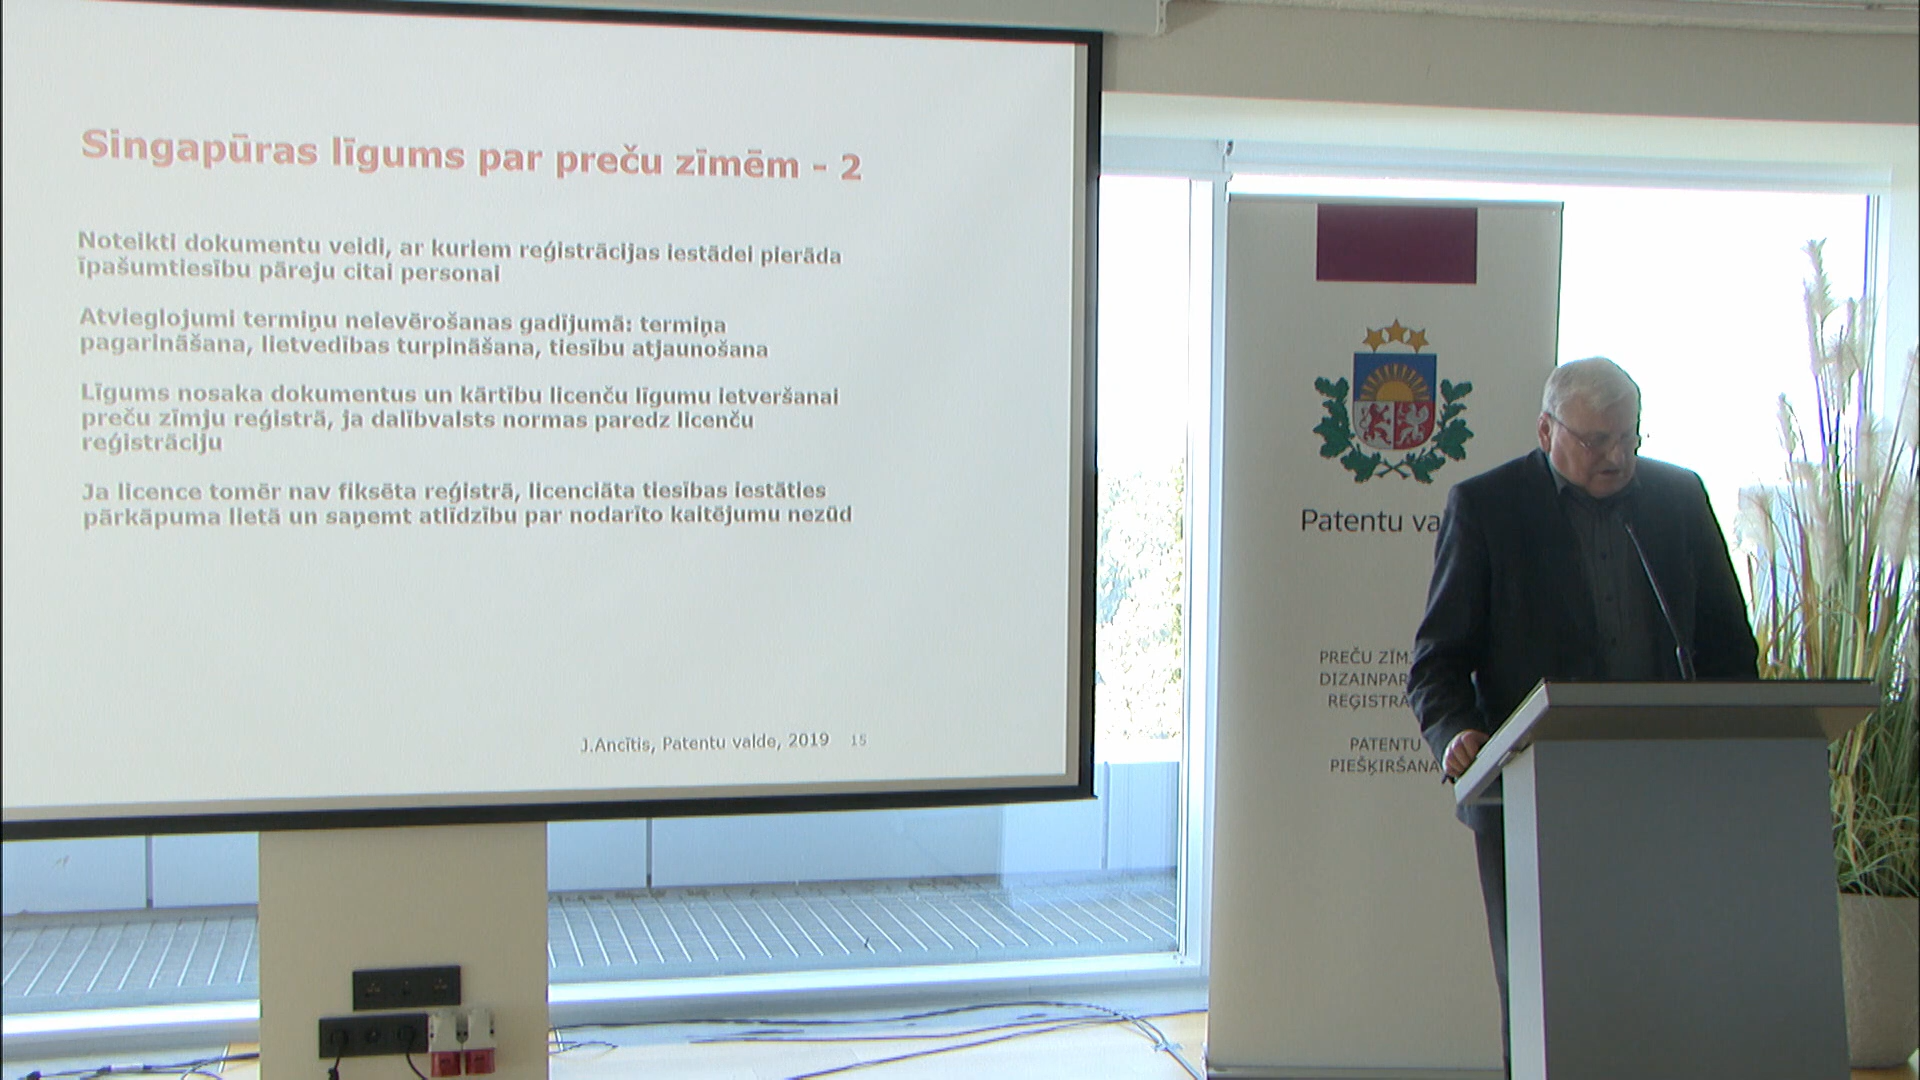 Singapūras līgums par preču zīmēm - 2
Noteikti dokumentu veidi, ar kuriem reģistrācijas iestādei pierāda
īpašumtiesību pāreju citai personai
Atvieglojumi termiņu neievērošanas gadījumā: termiņa
pagarināšana, lietvedības turpināšana, tiesību atjaunošana
Līgums nosaka dokumentus un kārtību licenču līgumu ietveršanai
preču zīmju reģistrā, ja dalībvalsts normas paredz licenču
reģistrāciju
Ja licence tomēr nav fiksēta reģistrā, licenciāta tiesības iestāties
pārkāpuma lietā un saņemt atlīdzību par nodarīto kaitējumu nezūd
J.Ancītis, Patentu valde, 2019 15
Patentu va
PREČU ZĪM
DIZAINPAR
REĢISTRĀ
PATENTU
PIEŠĶIRŠANA